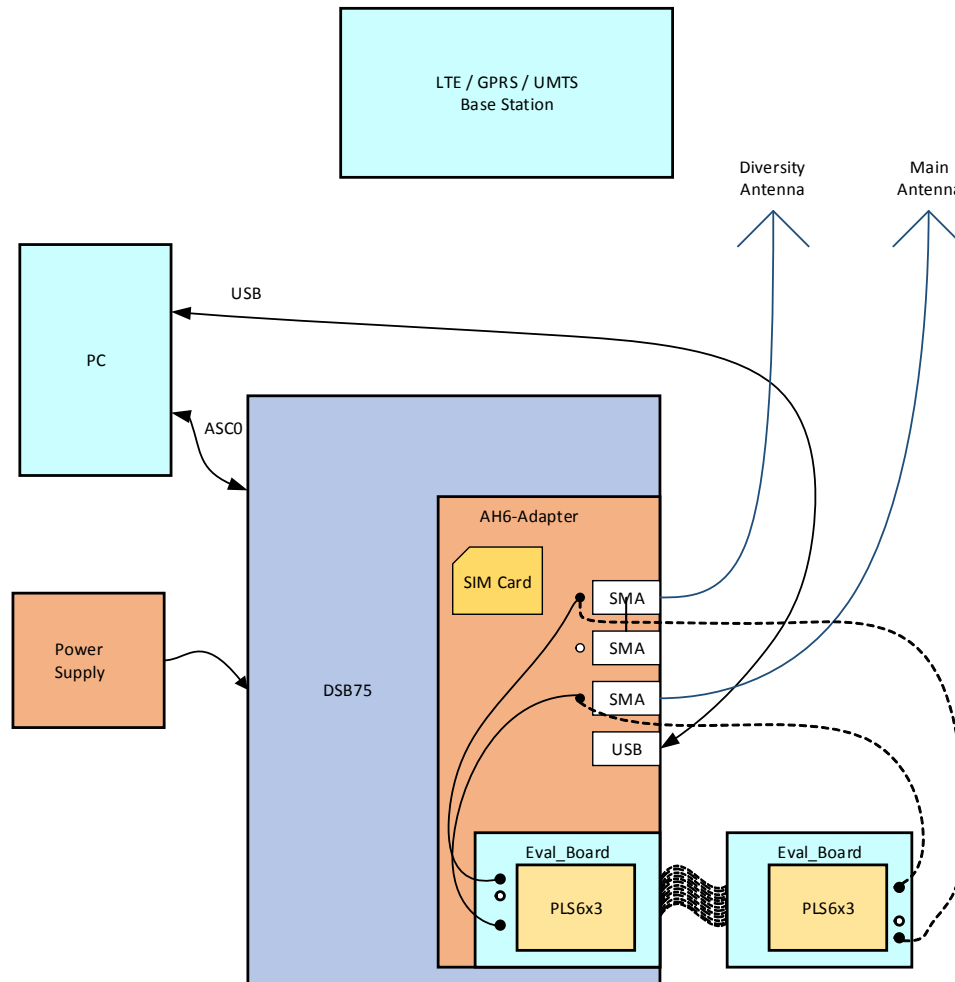 LTE / GPRS / UMTS
Base Station
Diversity
Antenna
Main
Antenna
USB
PC
ASC0
AH6-Adapter
SIM Card
SMA
SMA
Power
Supply
DSB75
SMA
USB
Eval_Board
PLS6x3
Eval_Board
PLS6x3